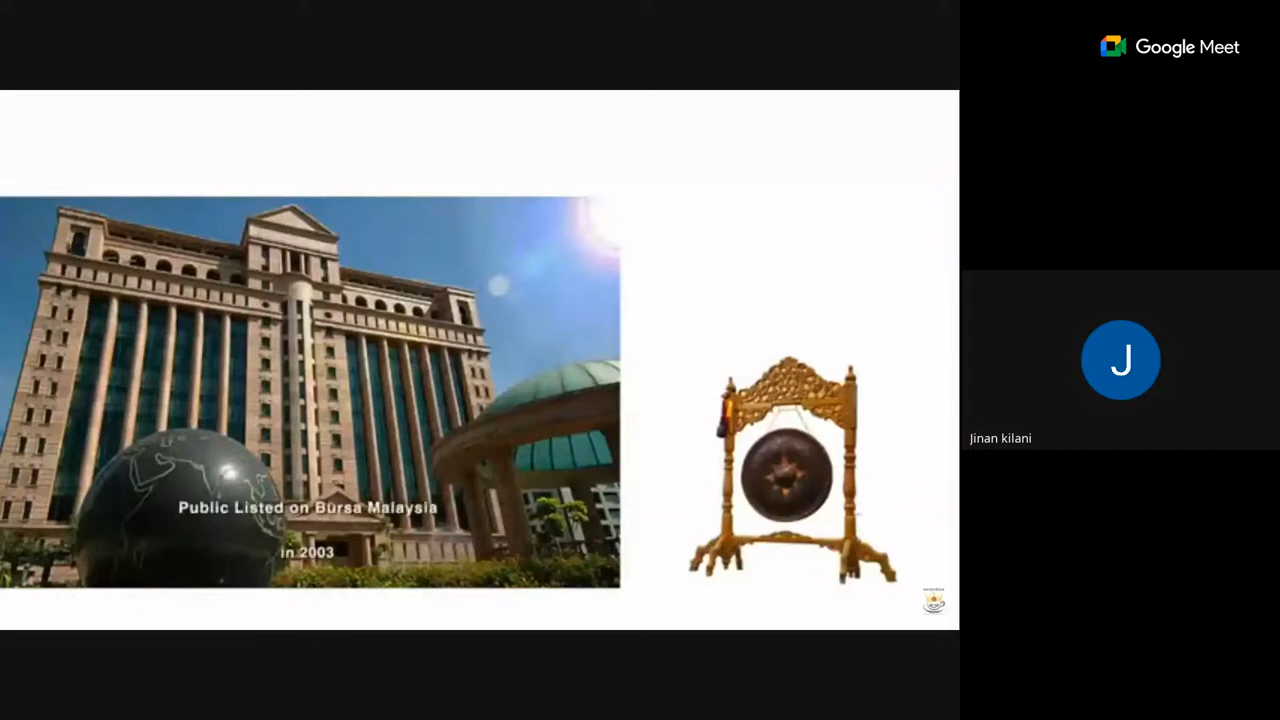 Google Meet
Public Listed on Bursa Malaysia
in 2003
J
Jinan kilani